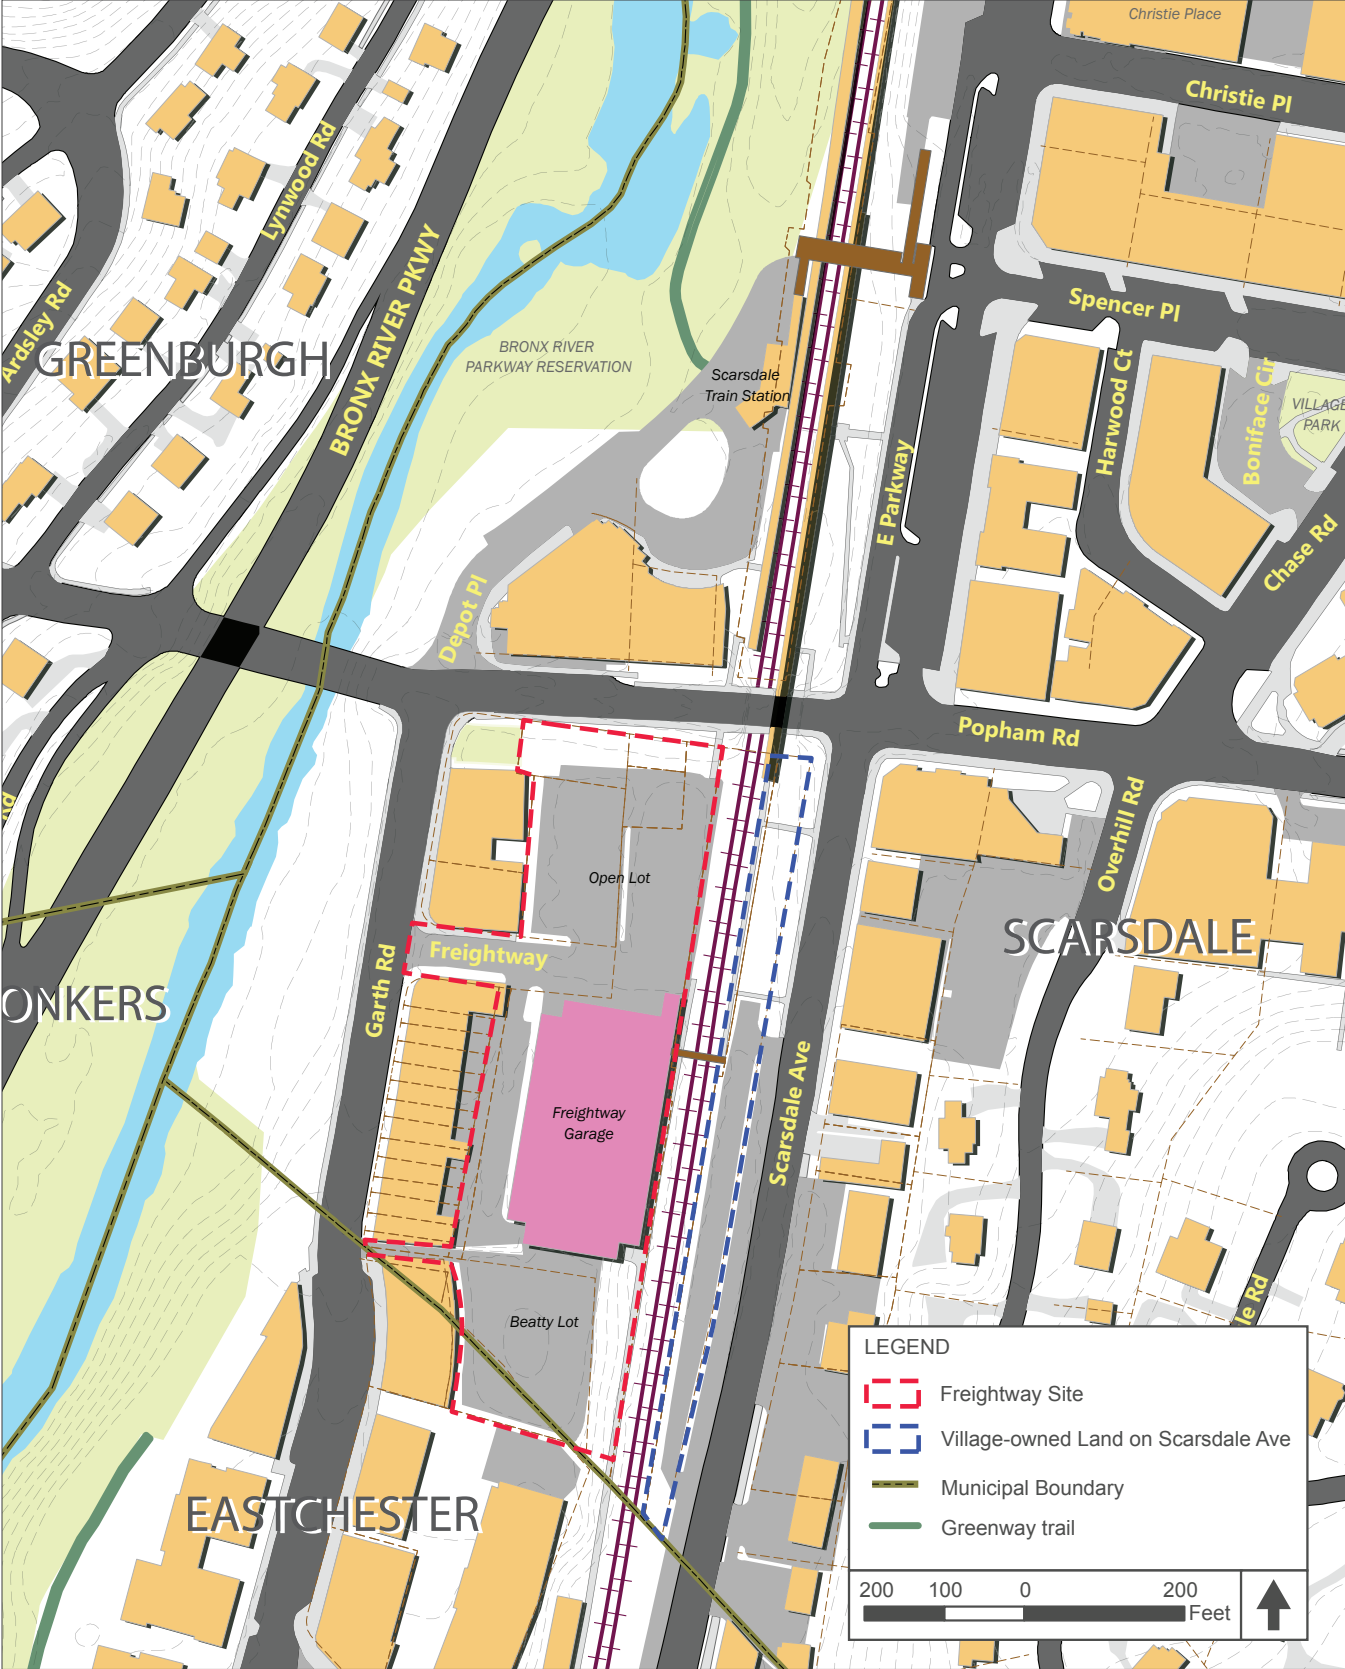 Christie Place
Christie Pl
Lynwood Rd
BRONX RIVER PKWY
Ardsley Rd
GREENBURGH
BRONX RIVER
PARKWAY RESERVATION
Scarsdale
Train Station
Spencer Pl
Harwood Ct
Boniface Cir
VILLAGE
PARK
E Parkway
Chase Rd
Depot Pl
Popham Rd
Overhill Rd
Rd
Open Lot
SCARSDALE
Garth Rd
Freightway
ONKERS
Freightway
Garage
Scarsdale Ave
Beatty Lot
le Rd
EASTCHESTER
LEGEND
Freightway Site
Village-owned Land on Scarsdale Ave
Municipal Boundary
Greenway trail
200 100 0 200
Feet